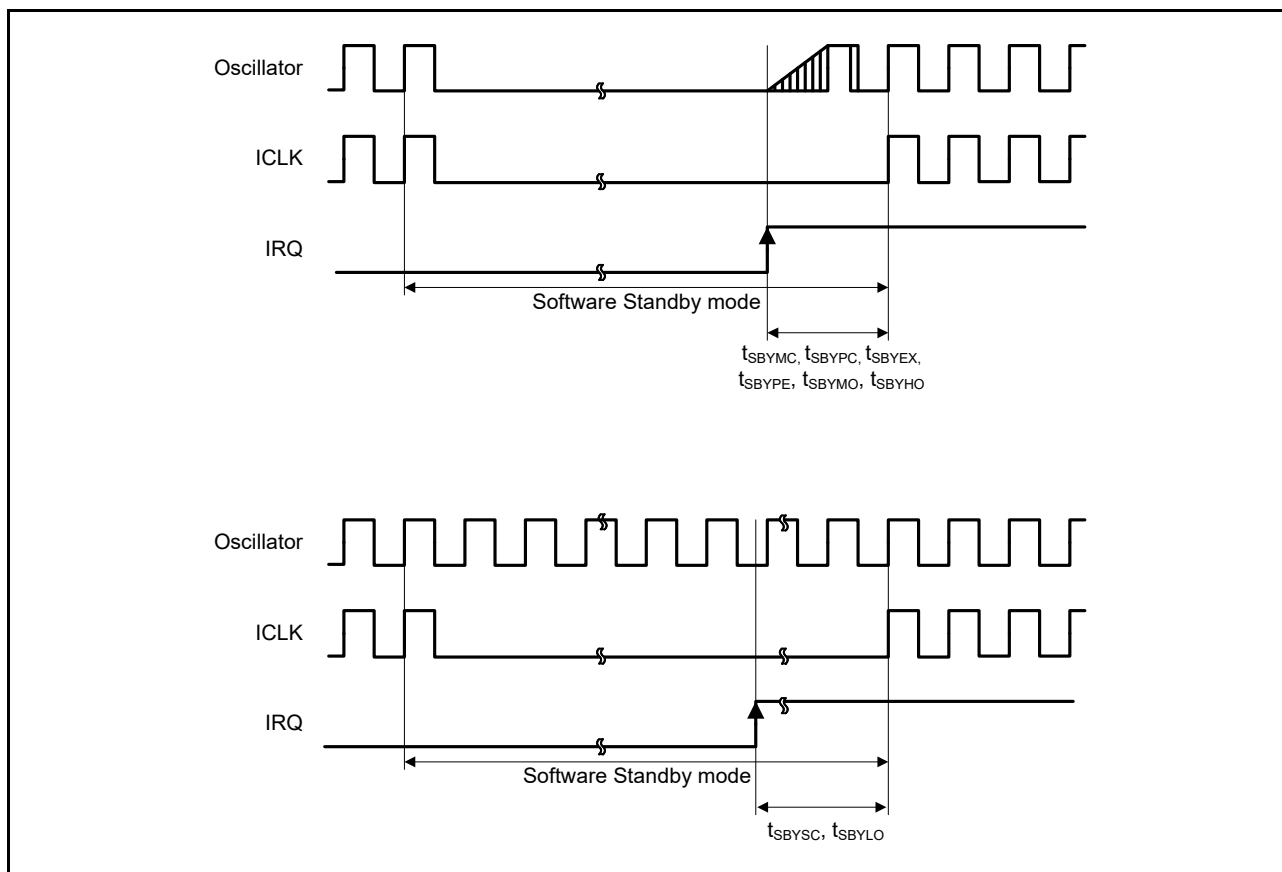 Oscillator
ICLK
IRQ
Software Standby mode
tSBYMC, tSBYPC, tSBYEX,
tSBYPE, tSBYMO, tSBYHO
Oscillator
ICLK
IRQ
Software Standby mode
tSBYSC, tSBYLO